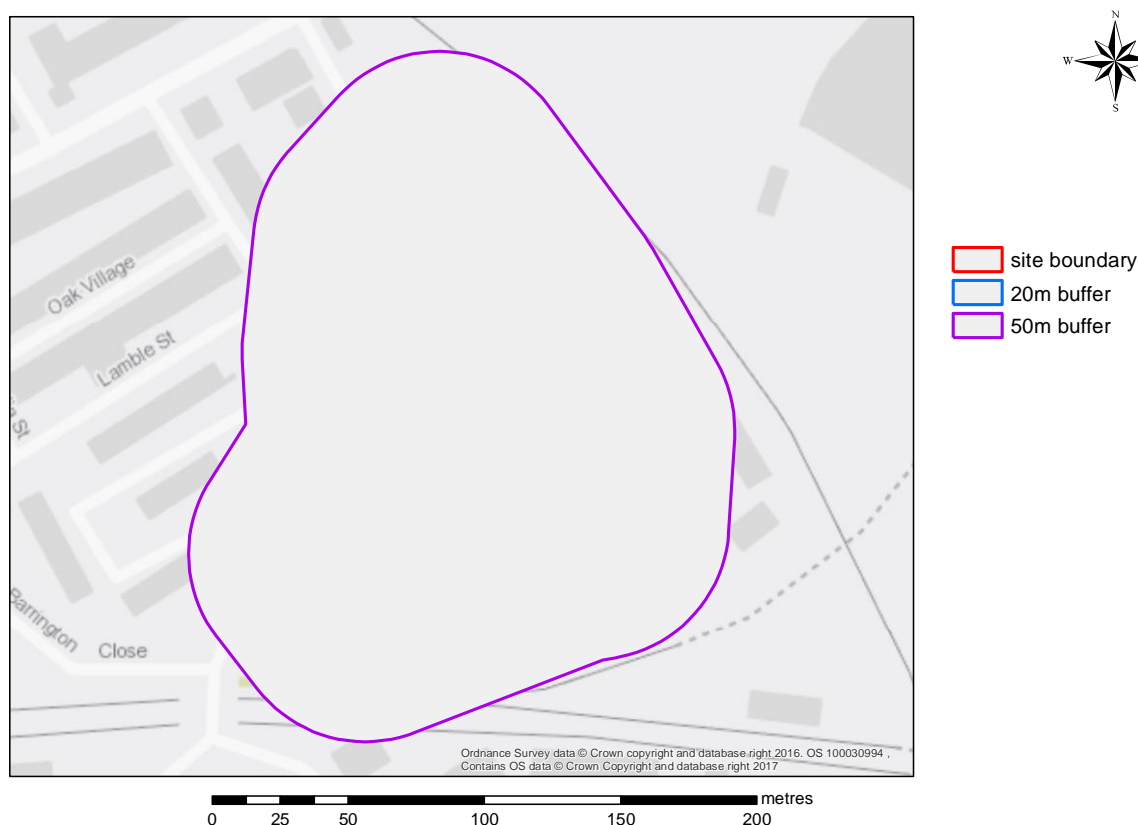 N
W
S
site boundary
20m buffer
50m buffer
Oak Village
Lamble St
St
Barrington
Close
Ordnance Survey data © Crown copyright and database right 2016. OS 100030994 ,
Contains OS data © Crown Copyright and database right 2017
metres
0 25 50 100 150 200